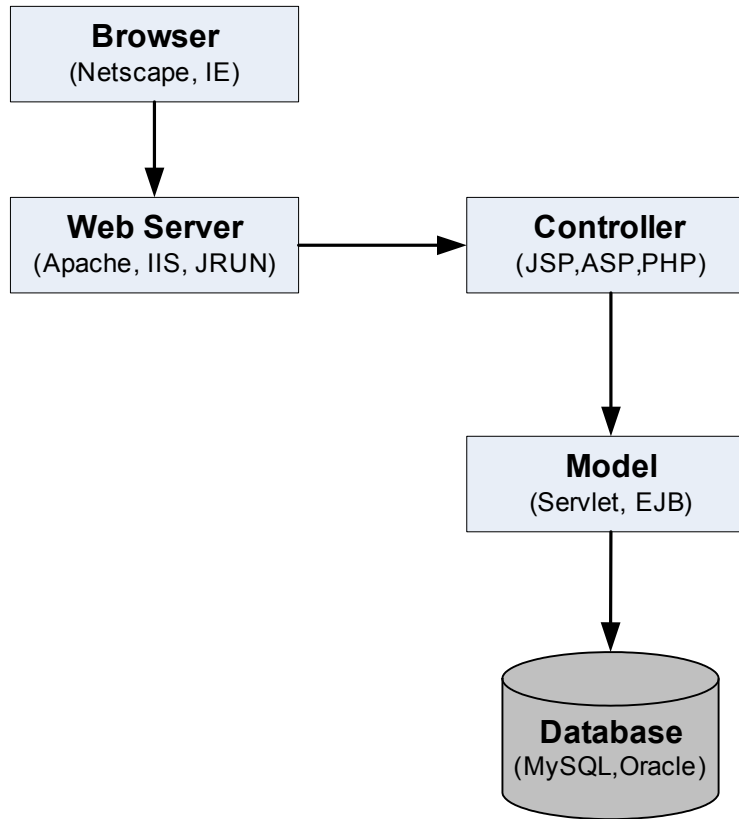 Browser
(Netscape, IE)
Web Server
(Apache, IIS, JRUN)
Controller
(JSP,ASP,PHP)
Model
(Servlet, EJB)
Database
(MySQL,Oracle)